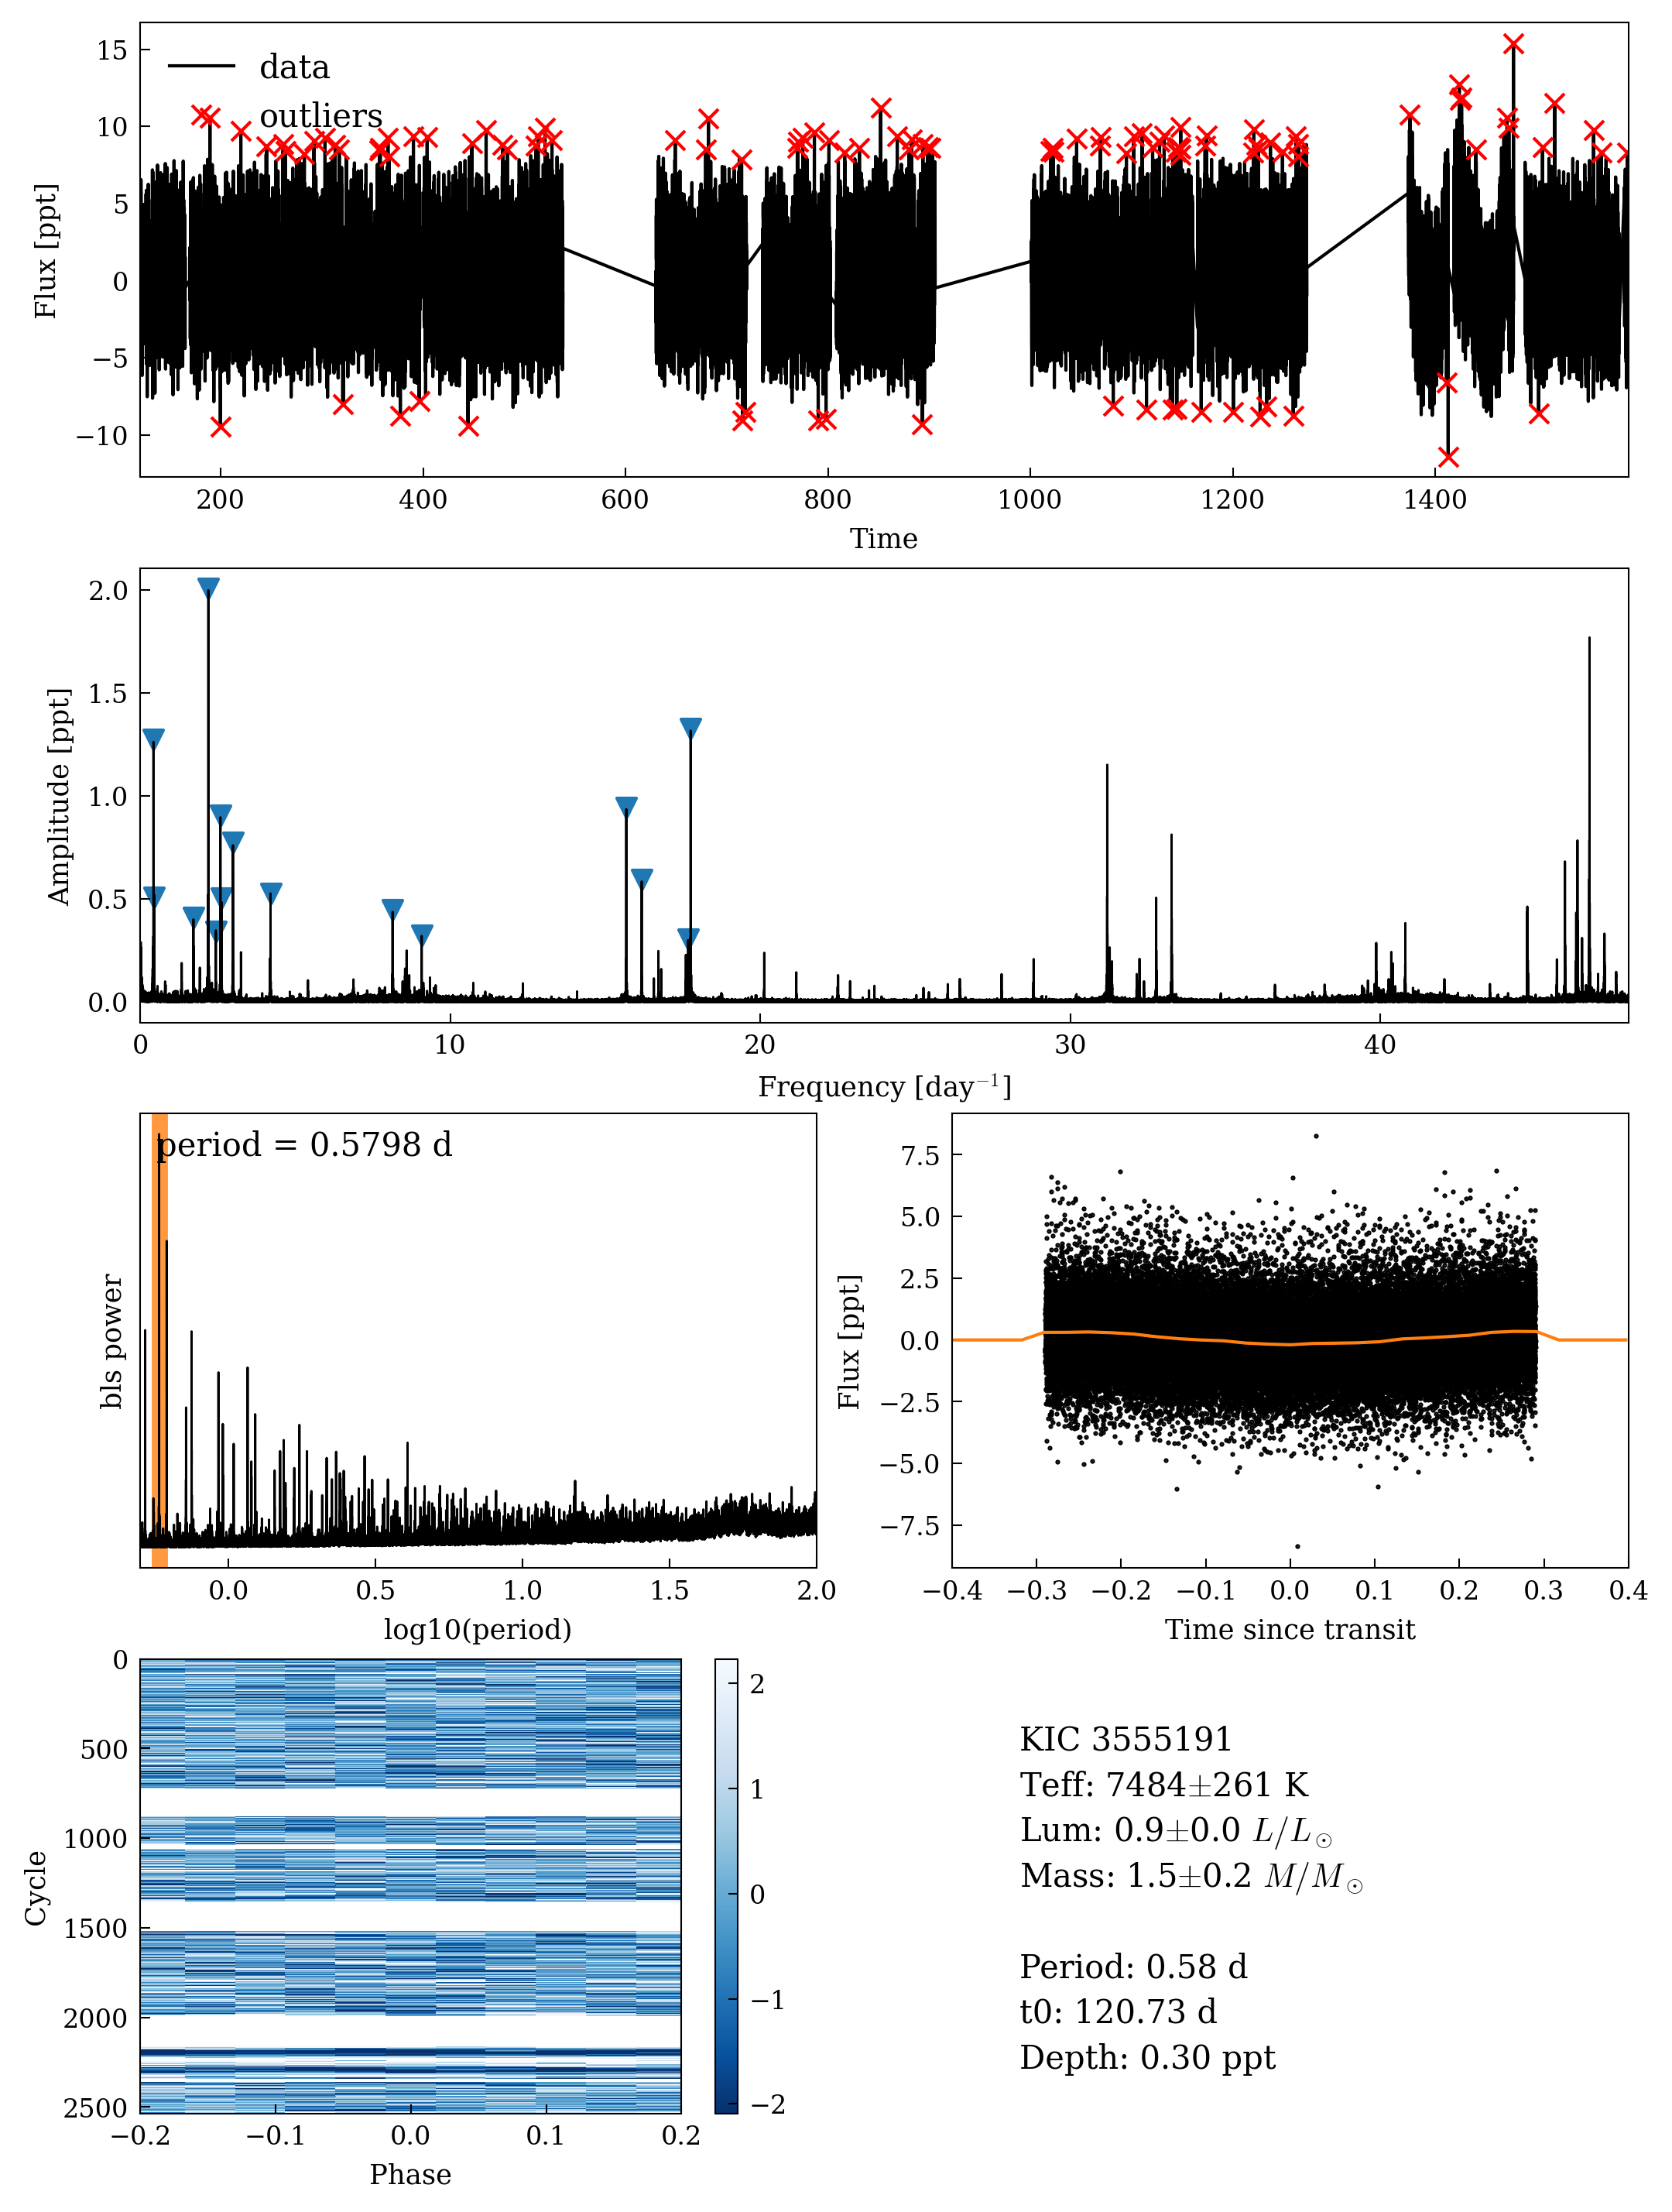 15
10
5
0
−5
−10
Flux [ppt]
data
outliers
200 400 600 800 1000 1200 1400
Time
2.0
1.5
1.0
0.5
0.0
Amplitude [ppt]
0 10 20 30 40
Frequency [day⁻¹]
period = 0.5798 d
bls power
0.0 0.5 1.0 1.5 2.0
log10(period)
7.5
5.0
2.5
0.0
−2.5
−5.0
−7.5
Flux [ppt]
−0.4 −0.3 −0.2 −0.1 0.0 0.1 0.2 0.3 0.4
Time since transit
0
500
1000
1500
2000
2500
Cycle
−0.2 −0.1 0.0 0.1 0.2
Phase
2
1
0
−1
−2
KIC 3555191
Teff: 7484±261 K
Lum: 0.9±0.0 L/L⊙
Mass: 1.5±0.2 M/M⊙
Period: 0.58 d
t0: 120.73 d
Depth: 0.30 ppt